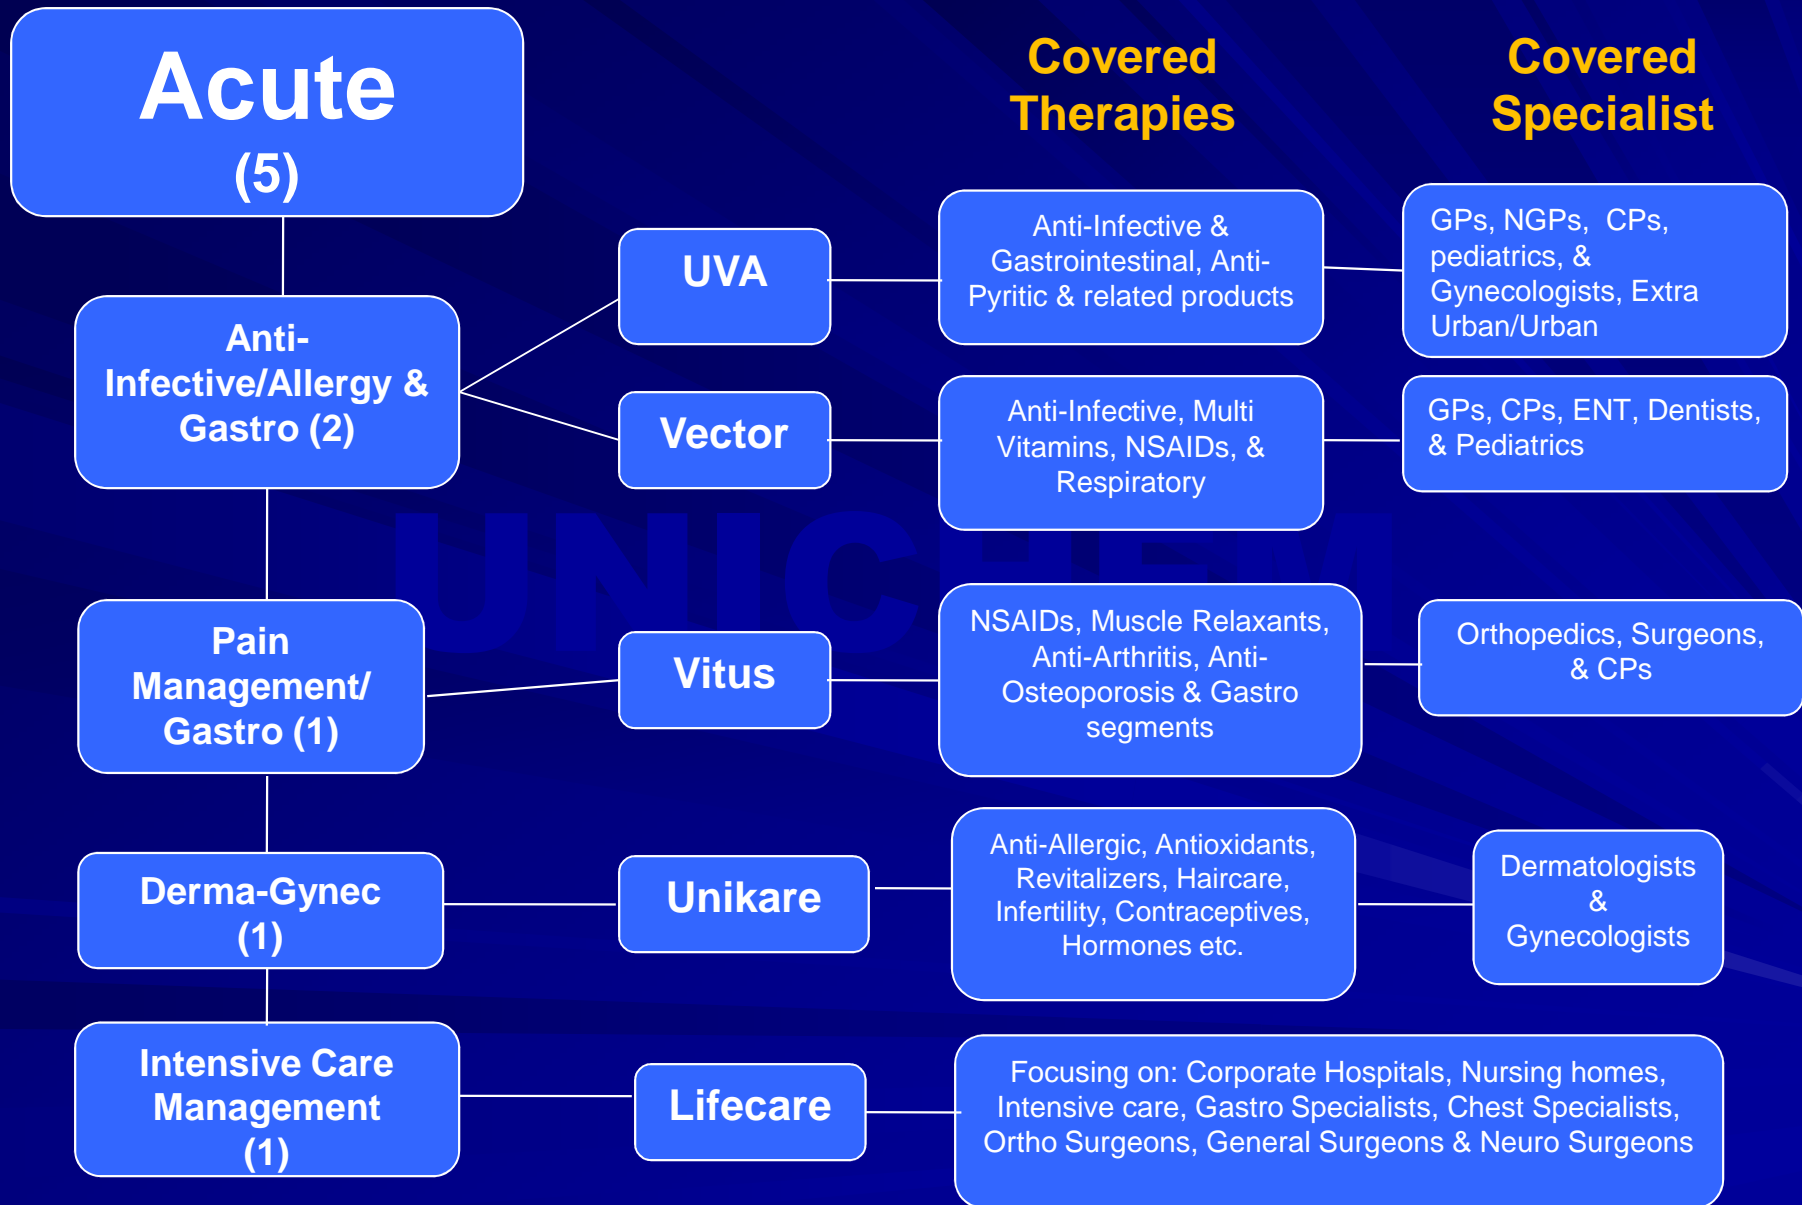 Acute
(5)
Covered
Therapies
Covered
Specialist
Anti-
Infective/Allergy &
Gastro (2)
UVA
Anti-Infective &
Gastrointestinal, Anti-
Pyritic & related products
GPs, NGPs,  CPs,
pediatrics, &
Gynecologists, Extra
Urban/Urban
Vector
Anti-Infective, Multi
Vitamins, NSAIDs, &
Respiratory
GPs, CPs, ENT, Dentists,
& Pediatrics
UNICHEM
Pain
Management/
Gastro (1)
Vitus
NSAIDs, Muscle Relaxants,
Anti-Arthritis, Anti-
Osteoporosis & Gastro
segments
Orthopedics, Surgeons,
& CPs
Derma-Gynec
(1)
Unikare
Anti-Allergic, Antioxidants,
Revitalizers, Haircare,
Infertility, Contraceptives,
Hormones etc.
Dermatologists
&
Gynecologists
Intensive Care
Management
(1)
Lifecare
Focusing on: Corporate Hospitals, Nursing homes,
Intensive care, Gastro Specialists, Chest Specialists,
Ortho Surgeons, General Surgeons & Neuro Surgeons